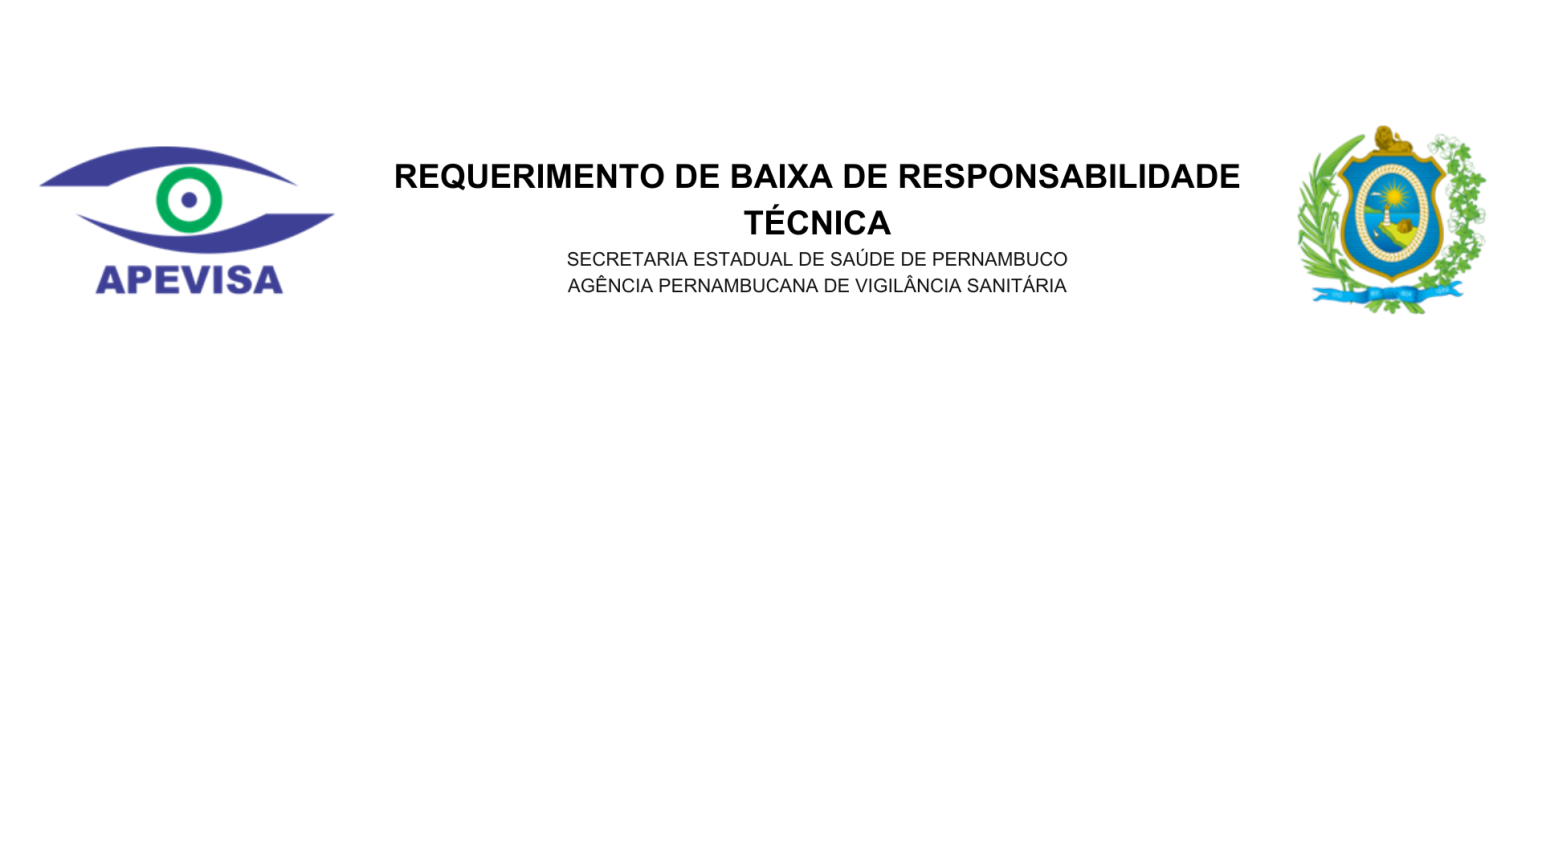 REQUERIMENTO DE BAIXA DE RESPONSABILIDADE
TÉCNICA
SECRETARIA ESTADUAL DE SAÚDE DE PERNAMBUCO
AGÊNCIA PERNAMBUCANA DE VIGILÂNCIA SANITÁRIA
APEVISA